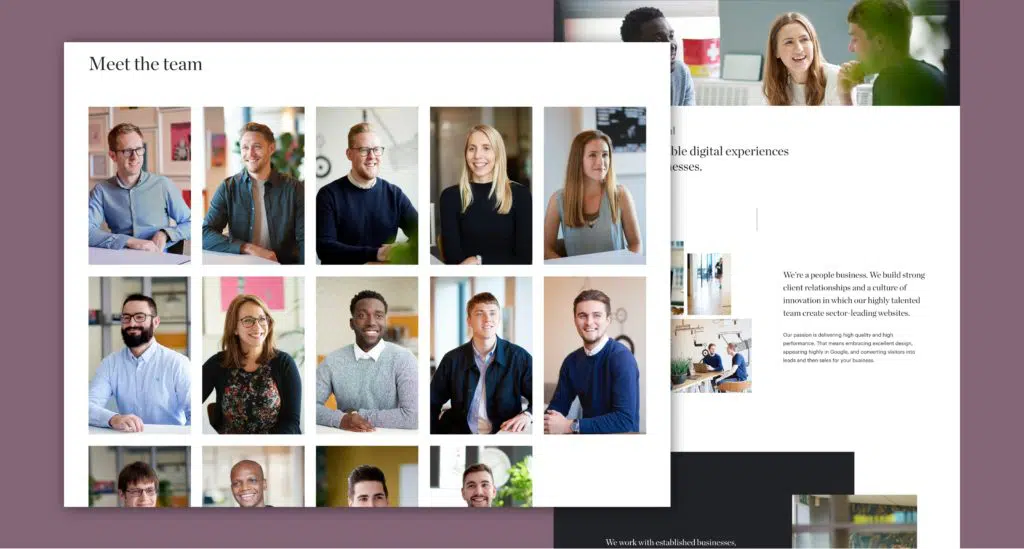 Meet the team
ble digital experiences
esses.
We're a people business. We build strong
client relationships and a culture of
innovation in which our highly talented
team create sector-leading websites.
Our passion is delivering high quality and high
performance. That means embracing excellent design,
appearing highly in Google, and converting visitors into
leads and then sales for your business.
We work with established businesses,